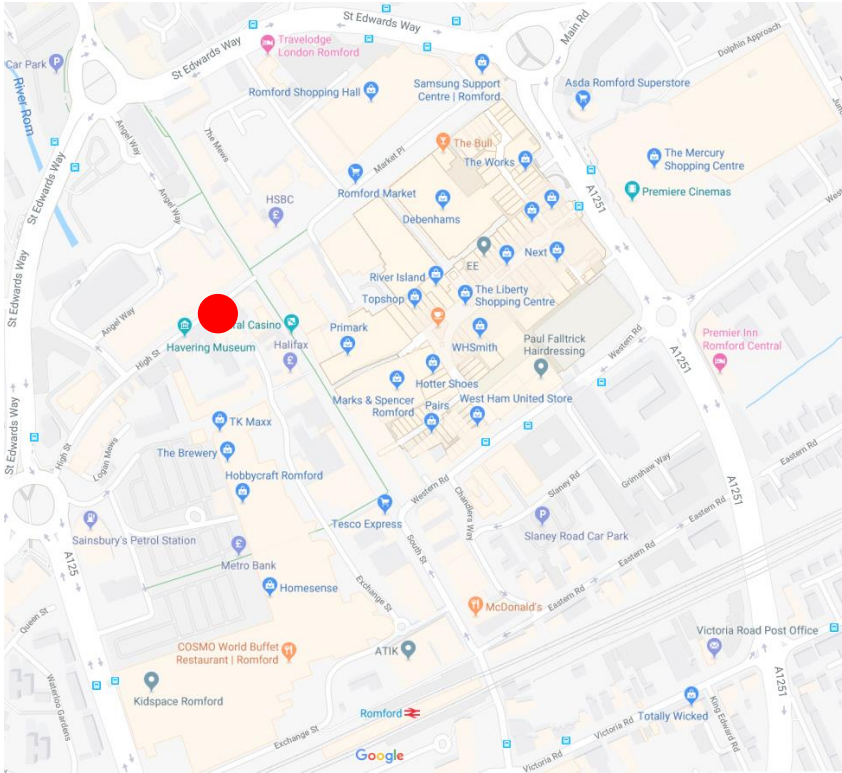 St Edwards Way
Travelodge
London Romford
Main Rd
Dolphin Approach
Car Park
St Edwards Way
River Rom
Romford Shopping Hall
Samsung Support
Centre | Romford
Asda Romford Superstore
Angel Way
The Mews
Market Pl
The Bull
The Works
The Mercury
Shopping Centre
Premiere Cinemas
A1251
St Edwards Way
Angel Way
HSBC
Romford Market
Debenhams
EE
Next
River Island
Topshop
The Liberty
Shopping Centre
St Edwards Way
Angel Way
Casino
Havering Museum
Halifax
Primark
WHSmith
Paul Falltrick
Hairdressing
Western Rd
Premier Inn
Romford Central
A1251
High St
Hotter Shoes
Marks & Spencer
Romford
Pairs
West Ham United Store
St Edwards Way
TK Maxx
The Brewery
High St
Logan Mews
Hobbycraft Romford
Western Rd
Chandlers Way
Slaney Rd
Grimshaw Way
Eastern Rd
A1251
Sainsbury's Petrol Station
Tesco Express
Slaney Road Car Park
Eastern Rd
Metro Bank
South St
A125
Homesense
Exchange St
McDonald's
Eastern Rd
Queen St
COSMO World Buffet
Restaurant | Romford
ATIK
Victoria Road Post Office
Waterloo Gardens
Kidspace Romford
A1251
Romford
Totally Wicked
King Edward Rd
Exchange St
Victoria Rd
Victoria Rd
Google